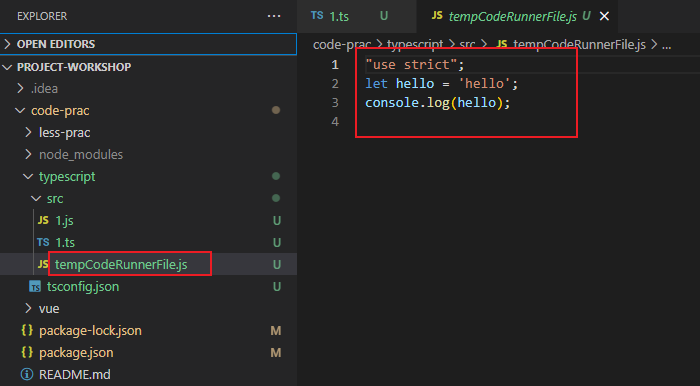 EXPLORER
OPEN EDITORS
PROJECT-WORKSHOP
.idea
code-prac
less-prac
node_modules
typescript
src
JS 1.js U
TS 1.ts U
JS tempCodeRunnerFile.js U
tsconfig.json U
vue
{} package-lock.json M
{} package.json M
README.md
TS 1.ts U
JS tempCodeRunnerFile.js U
code-prac > typescript > src > JS tempCodeRunnerFile.js > ...
1 "use strict";
2 let hello = 'hello';
3 console.log(hello);
4